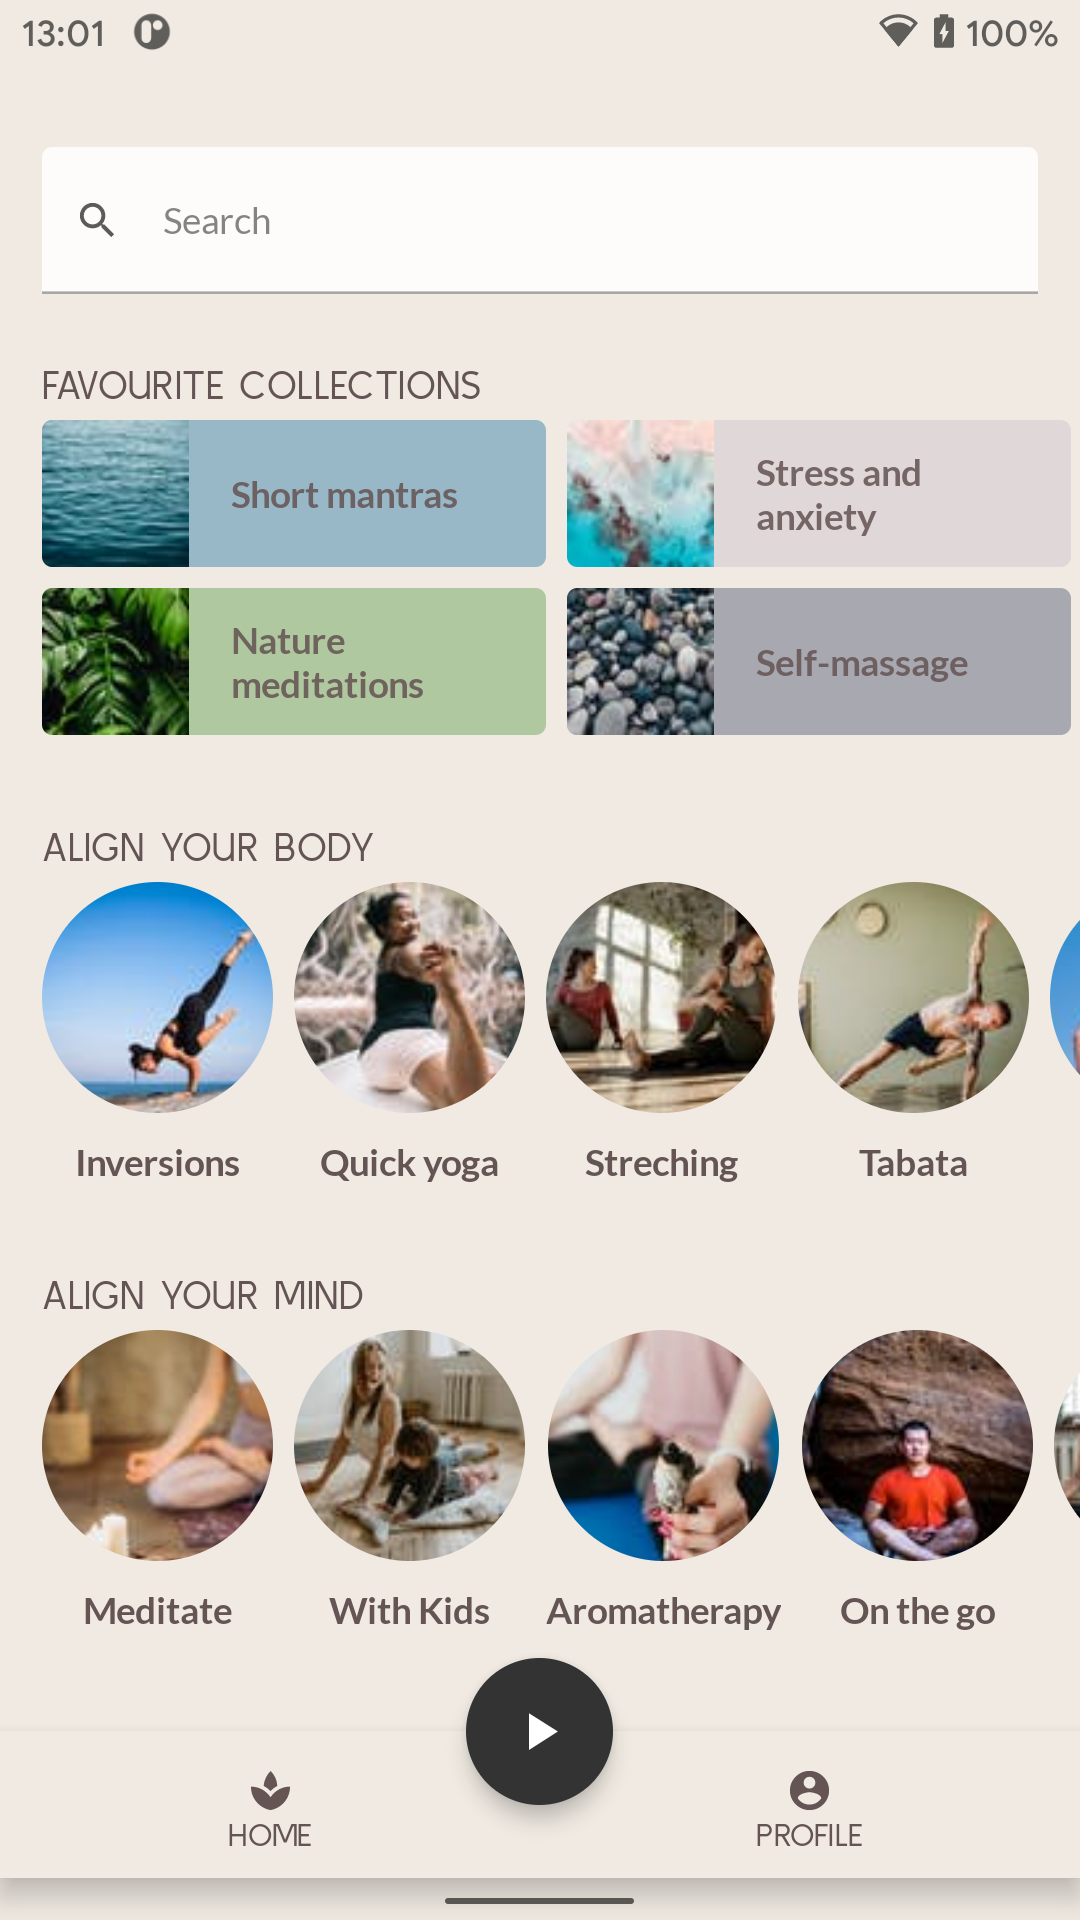 13:01
100%
Search
FAVOURITE COLLECTIONS
Short mantras
Stress and
anxiety
Nature
meditations
Self-massage
ALIGN YOUR BODY
Inversions
Quick yoga
Streching
Tabata
ALIGN YOUR MIND
Meditate
With Kids
Aromatherapy
On the go
HOME
PROFILE